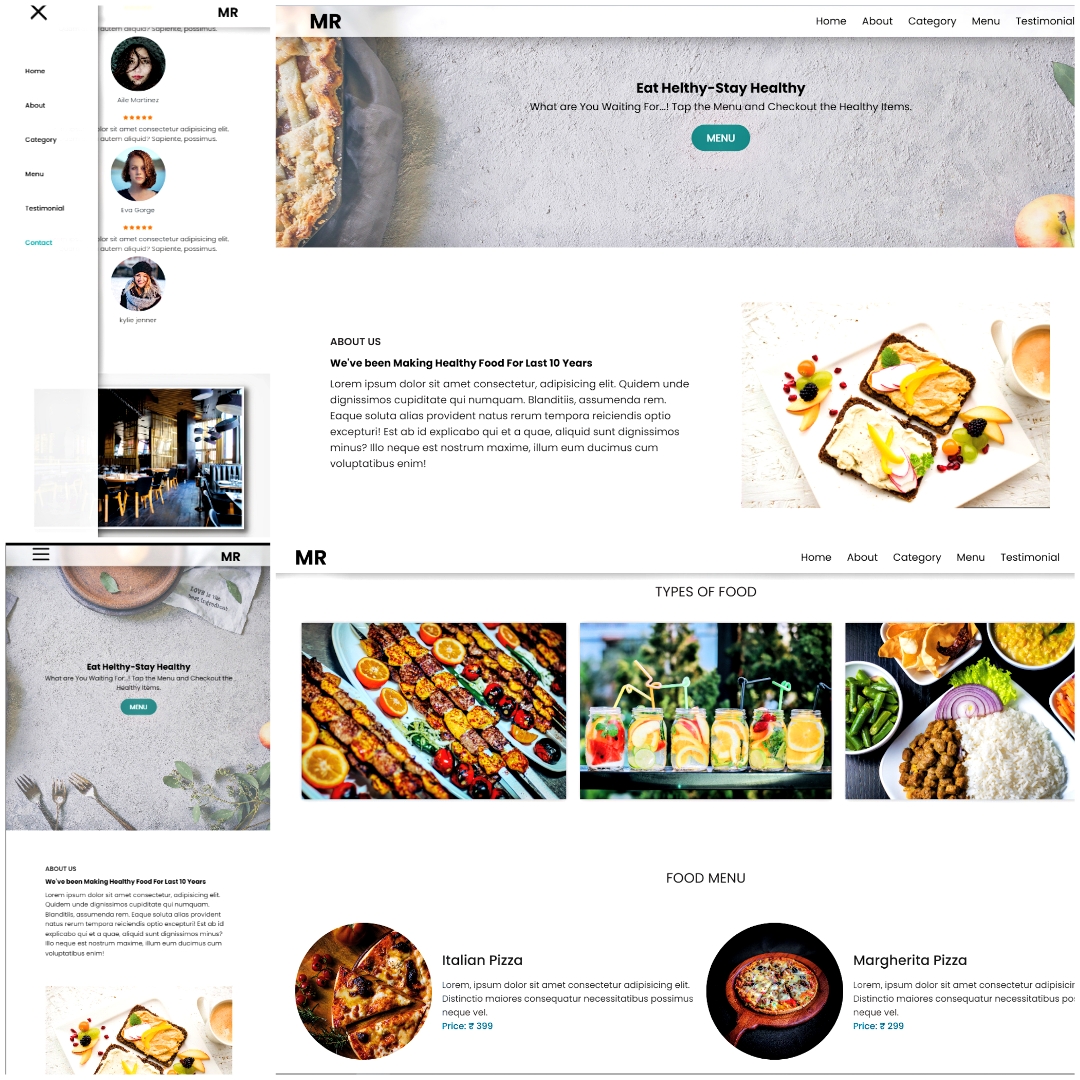 MR
dolor sit amet consectetur adipisicing elit.
autem aliquid? Sapiente, possimus.
Home
About
Category
Menu
Testimonial
Contact
Aile Martinez
dolor sit amet consectetur adipisicing elit.
autem aliquid? Sapiente, possimus.
Eva Gorge
dolor sit amet consectetur adipisicing elit.
autem aliquid? Sapiente, possimus.
kylie jenner
MR
Home About Category Menu Testimonial
Eat Helthy-Stay Healthy
What are You Waiting For...! Tap the Menu and Checkout the Healthy Items.
MENU
ABOUT US
We've been Making Healthy Food For Last 10 Years
Lorem ipsum dolor sit amet consectetur, adipisicing elit. Quidem unde
dignissimos cupiditate qui numquam. Blanditiis, assumenda rem.
Eaque soluta alias provident natus rerum tempora reiciendis optio
excepturi! Est ab id explicabo qui et a quae, aliquid sunt dignissimos
minus? Illo neque est nostrum maxime, illum eum ducimus cum
voluptatibus enim!
MR
LOVE is the
best ingredient
Eat Helthy-Stay Healthy
What are You Waiting For...! Tap the Menu and Checkout the
Healthy Items.
MENU
ABOUT US
We've been Making Healthy Food For Last 10 Years
Lorem ipsum dolor sit amet consectetur, adipisicing elit.
Quidem unde dignissimos cupiditate qui numquam.
Blanditiis, assumenda rem. Eaque soluta alias provident
natus rerum tempora reiciendis optio excepturi! Est ab id
explicabo qui et a quae, aliquid sunt dignissimos minus?
Illo neque est nostrum maxime, illum eum ducimus cum
voluptatibus enim!
MR
Home About Category Menu Testimonial
TYPES OF FOOD
FOOD MENU
Italian Pizza
Lorem, ipsum dolor sit amet consectetur adipisicing elit.
Distinctio maiores consequatur necessitatibus possimus
neque vel.
Price: ₹ 399
Margherita Pizza
Lorem, ipsum dolor sit amet consectetur adipisicin
Distinctio maiores consequatur necessitatibus pos
neque vel.
Price: ₹ 299